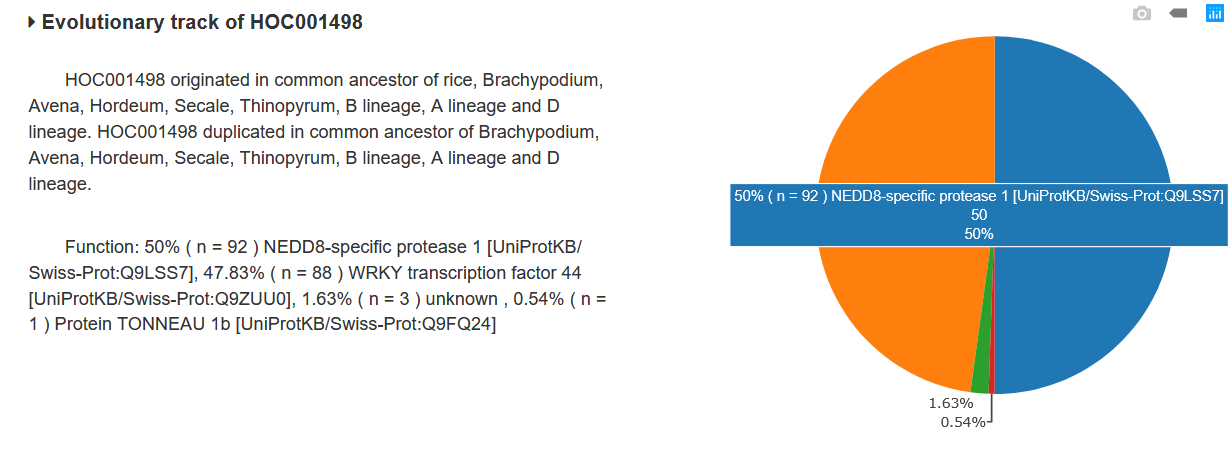 Evolutionary track of HOC001498
HOC001498 originated in common ancestor of rice, Brachypodium,
Avena, Hordeum, Secale, Thinopyrum, B lineage, A lineage and D
lineage. HOC001498 duplicated in common ancestor of Brachypodium,
Avena, Hordeum, Secale, Thinopyrum, B lineage, A lineage and D
lineage.
Function: 50% ( n = 92 ) NEDD8-specific protease 1 [UniProtKB/
Swiss-Prot:Q9LSS7], 47.83% ( n = 88 ) WRKY transcription factor 44
[UniProtKB/Swiss-Prot:Q9ZUU0], 1.63% ( n = 3 ) unknown , 0.54% ( n =
1 ) Protein TONNEAU 1b [UniProtKB/Swiss-Prot:Q9FQ24]
50% ( n = 92 ) NEDD8-specific protease 1 [UniProtKB/Swiss-Prot:Q9LSS7]
50
50%
1.63%
0.54%